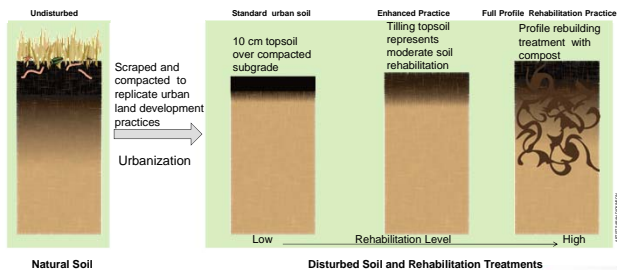 Undisturbed
Scraped and
compacted to
replicate urban
land development
practices
Urbanization
Natural Soil
Standard urban soil
10 cm topsoil
over compacted
subgrade
Enhanced Practice
Tilling topsoil
represents
moderate soil
rehabilitation
Full Profile Rehabilitation Practice
Profile rebuilding
treatment with
compost
Low
Rehabilitation Level
High
Disturbed Soil and Rehabilitation Treatments